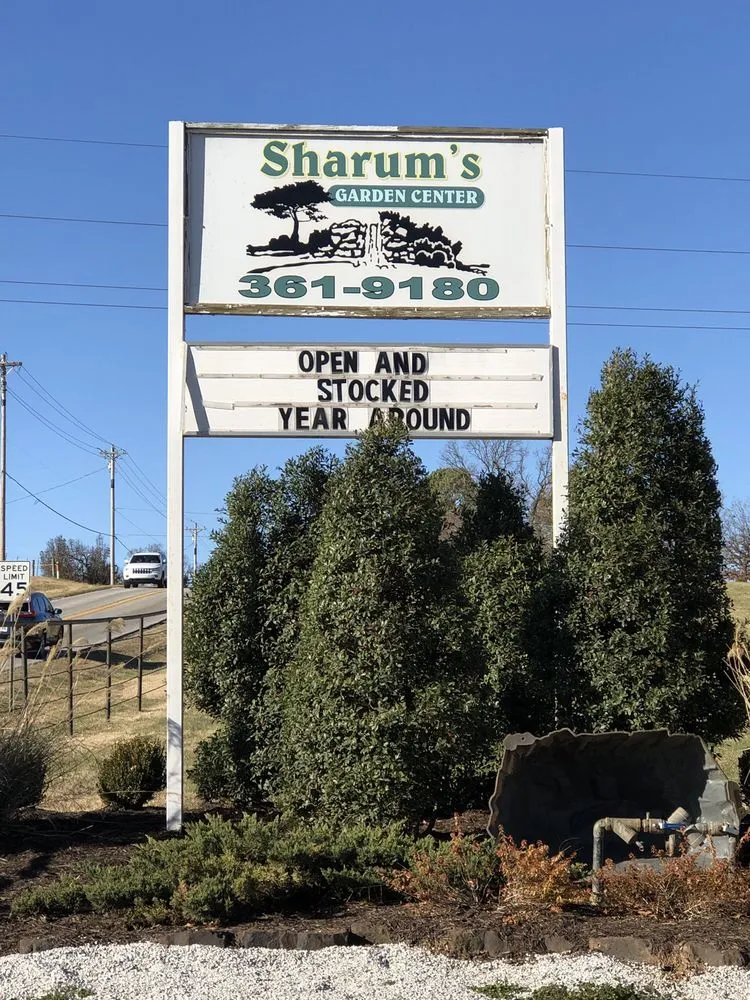 Sharum's
GARDEN CENTER
361-9180
OPEN AND
STOCKED
YEAR AROUND
SPEED
LIMIT
45